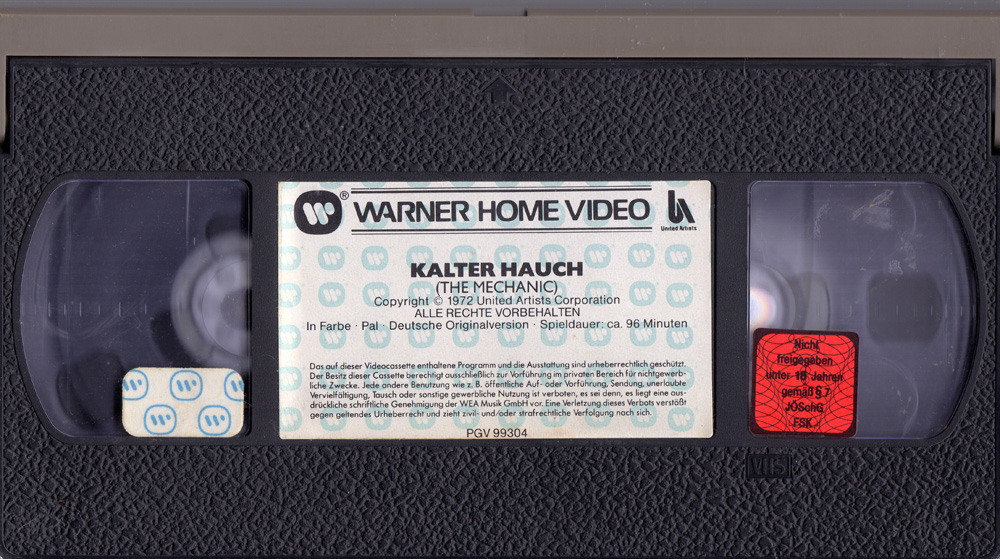 ® WARNER HOME VIDEO
United Artists
KALTER HAUCH
(THE MECHANIC)
Copyright © 1972 United Artists Corporation
ALLE RECHTE VORBEHALTEN
In Farbe · Pal · Deutsche Originalversion · Spieldauer: ca. 96 Minuten
Das auf dieser Videocassette enthaltene Programm und die Ausstattung sind urheberrechtlich geschützt.
Der Besitz dieser Cassette berechtigt ausschließlich zur Vorführung im privaten Bereich für nichtgewerb-
liche Zwecke. Jede andere Benutzung wie z. B. öffentliche Auf- oder Vorführung, Sendung, unerlaubte
Vervielfältigung, Tausch oder sonstige gewerbliche Nutzung ist verboten, es sei denn, es liegt eine aus-
drückliche schriftliche Genehmigung der WEA Musik GmbH vor. Eine Verletzung dieses Verbots verstößt
gegen geltendes Urheberrecht und zieht zivil- und/oder strafrechtliche Verfolgung nach sich.
PGV 99304
Nicht
freigegeben
unter 18 Jahren
gemäß § 7
JÖSchG
FSK
VHS